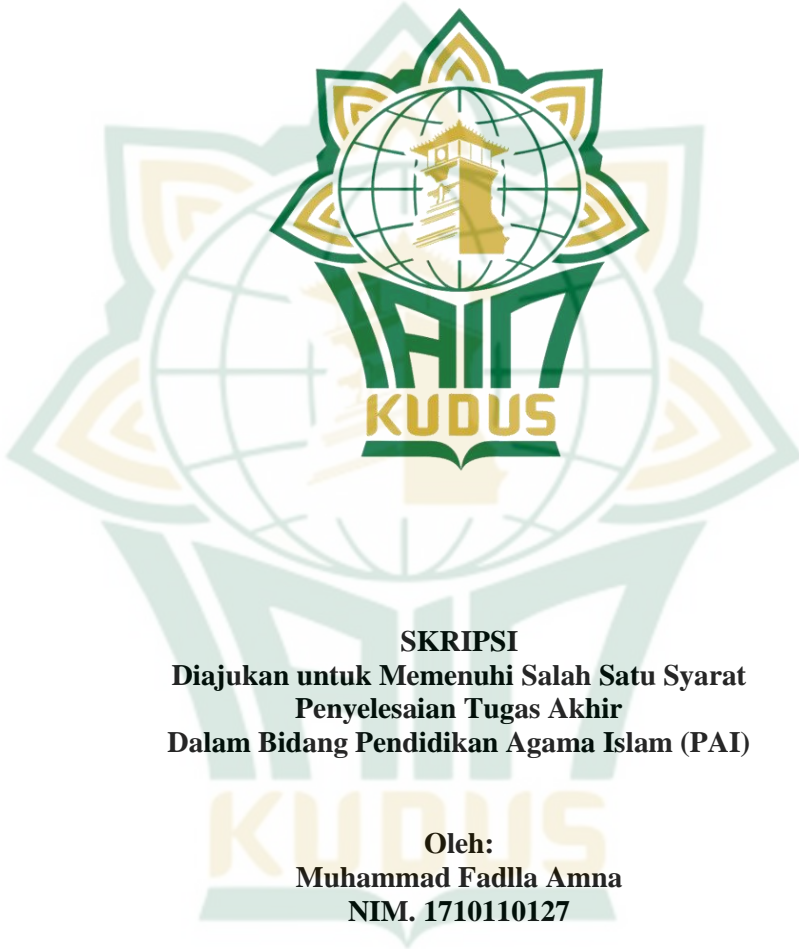 IAIN
KUDUS
SKRIPSI
Diajukan untuk Memenuhi Salah Satu Syarat
Penyelesaian Tugas Akhir
Dalam Bidang Pendidikan Agama Islam (PAI)
Oleh:
Muhammad Fadlla Amna
NIM. 1710110127